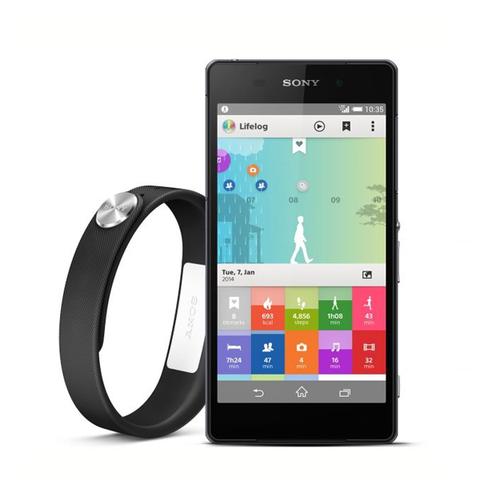 SONY
10:35
Lifelog
07
08
09
Tue, 7, Jan
2014
8
693
kcal
4,856
steps
1h08
min
43
min
7h24
min
47
min
4
min
16
min
32
min
SONY